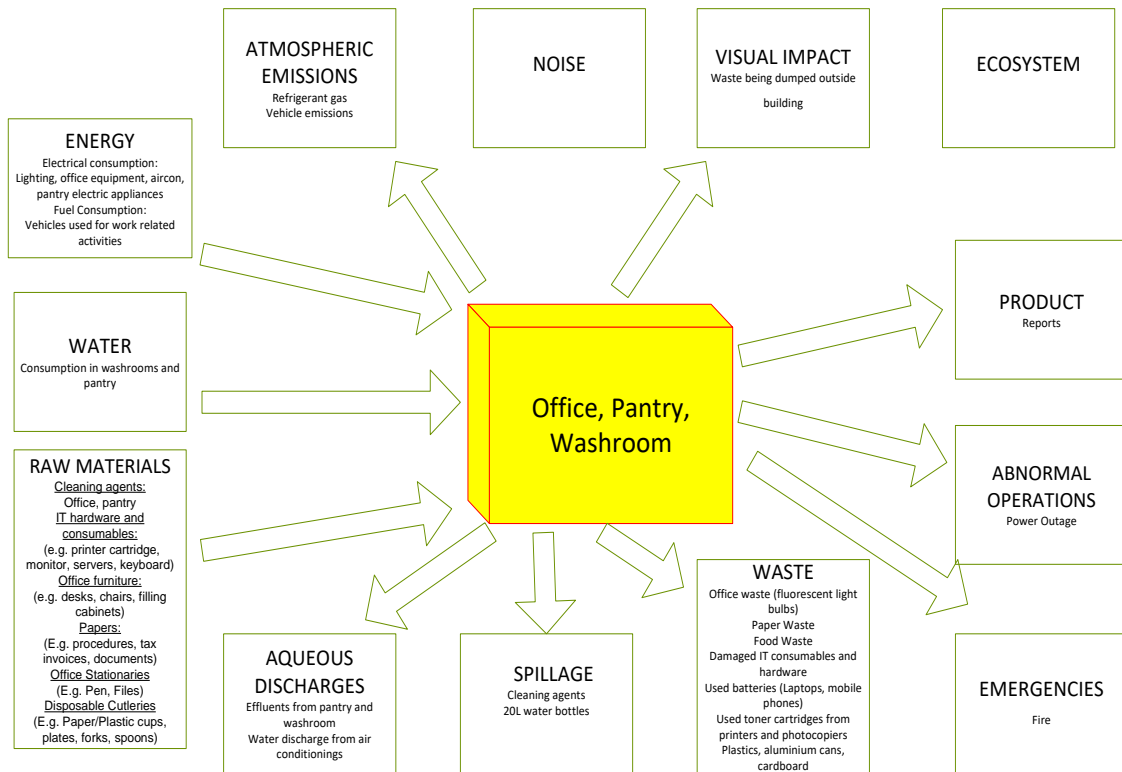 ATMOSPHERIC
EMISSIONS
Refrigerant gas
Vehicle emissions
NOISE
VISUAL IMPACT
Waste being dumped outside
building
ECOSYSTEM
ENERGY
Electrical consumption:
Lighting, office equipment, aircon,
pantry electric appliances
Fuel Consumption:
Vehicles used for work related
activities
WATER
Consumption in washrooms and
pantry
RAW MATERIALS
Cleaning agents:
Office, pantry
IT hardware and
consumables:
(e.g. printer cartridge,
monitor, servers, keyboard)
Office furniture:
(e.g. desks, chairs, filling
cabinets)
Papers:
(E.g. procedures, tax
invoices, documents)
Office Stationaries
(E.g. Pen, Files)
Disposable Cutleries
(E.g. Paper/Plastic cups,
plates, forks, spoons)
Office, Pantry,
Washroom
PRODUCT
Reports
ABNORMAL
OPERATIONS
Power Outage
EMERGENCIES
Fire
AQUEOUS
DISCHARGES
Effluents from pantry and
washroom
Water discharge from air
conditionings
SPILLAGE
Cleaning agents
20L water bottles
WASTE
Office waste (fluorescent light
bulbs)
Paper Waste
Food Waste
Damaged IT consumables and
hardware
Used batteries (Laptops, mobile
phones)
Used toner cartridges from
printers and photocopiers
Plastics, aluminium cans,
cardboard